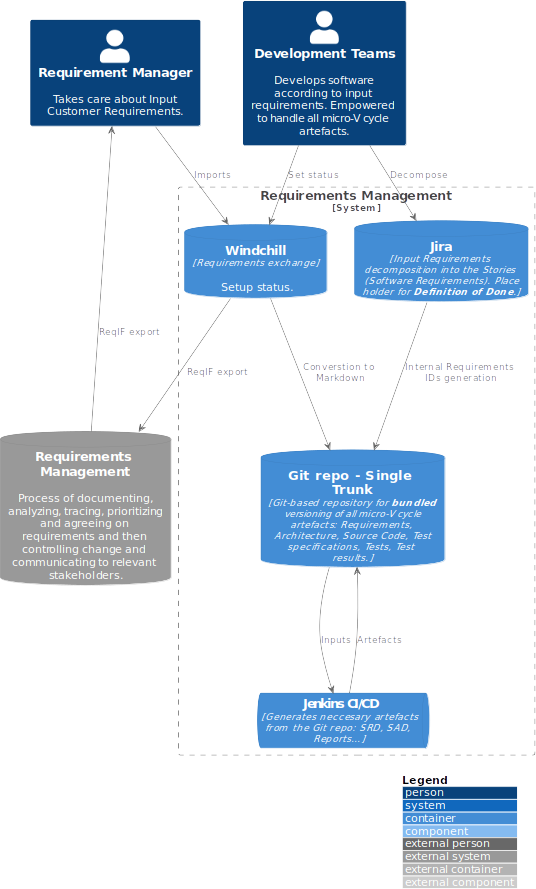 Requirement Manager
Takes care about Input
Customer Requirements.
Development Teams
Develops software
according to input
requirements. Empowered
to handle all micro-V cycle
artefacts.
Imports
Set status
Decompose
Requirements Management
[System]
Windchill
[Requirements exchange]
Setup status.
Jira
[Input Requirements
decomposition into the Stories
(Software Requirements). Place
holder for Definition of Done.]
ReqIF export
ReqIF export
Converstion to
Markdown
Internal Requirements
IDs generation
Requirements
Management
Process of documenting,
analyzing, tracing, prioritizing
and agreeing on
requirements and then
controlling change and
communicating to relevant
stakeholders.
Git repo - Single
Trunk
[Git-based repository for bundled
versioning of all micro-V cycle
artefacts: Requirements,
Architecture, Source Code, Test
specifications, Tests, Test
results.]
Inputs
Artefacts
Jenkins CI/CD
[Generates neccesary artefacts
from the Git repo: SRD, SAD,
Reports...]
Legend
person
system
container
component
external person
external system
external container
external component